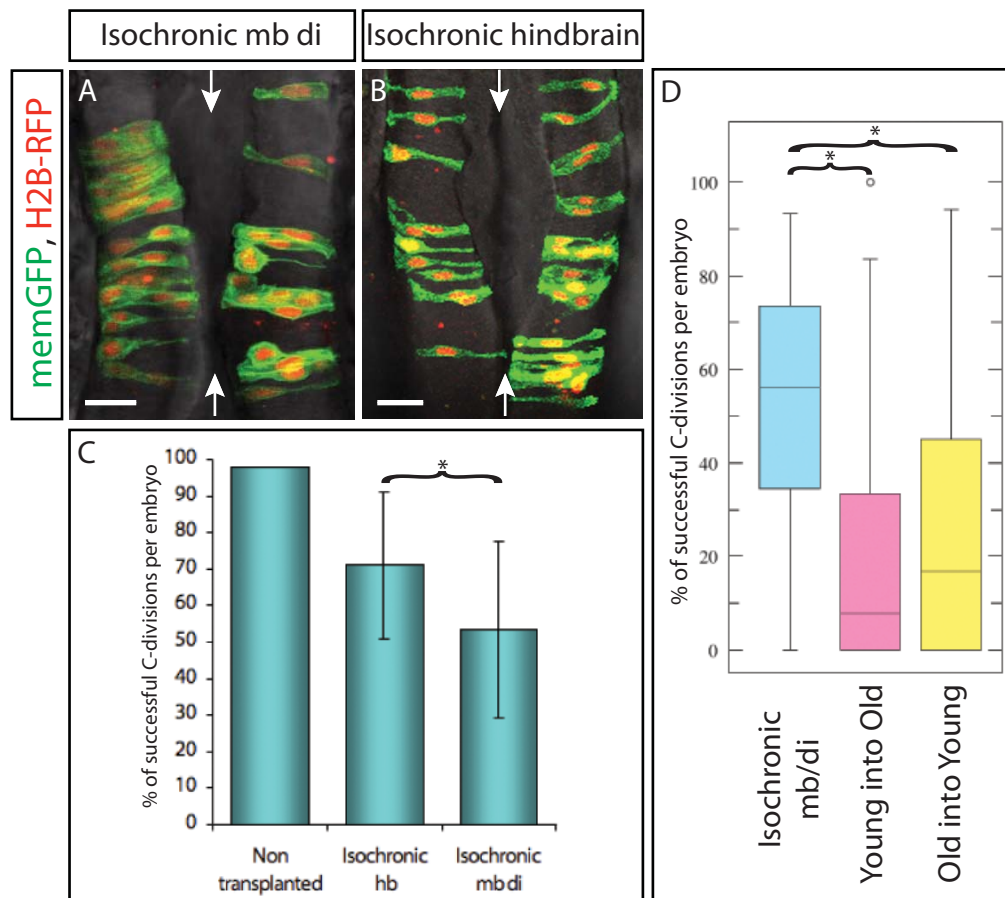 Isochronic mb di
Isochronic hindbrain
memGFP, H2B-RFP
A
B
C
% of successful C-divisions per embryo
100
90
80
70
60
50
40
30
20
10
0
*
Non
transplanted
Isochronic
hb
Isochronic
mb di
D
% of successful C-divisions per embryo
100
80
60
40
20
0
*
*
Isochronic
mb/di
Young into Old
Old into Young